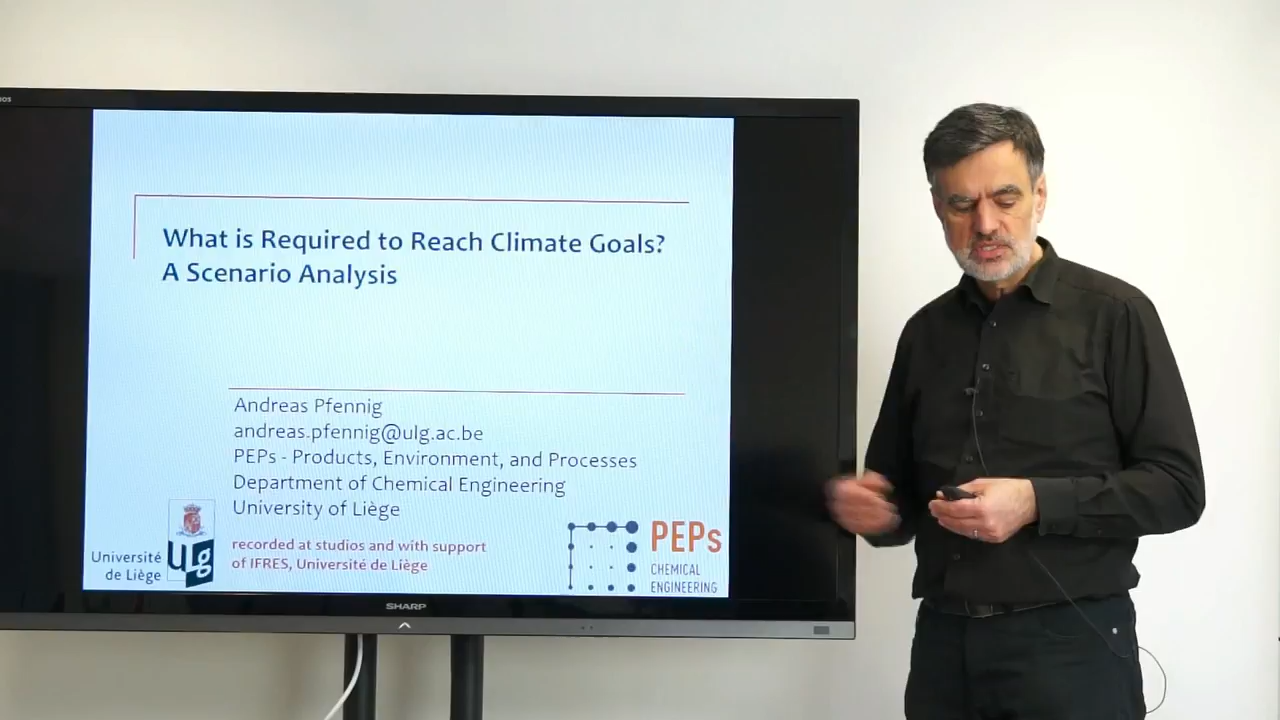 What is Required to Reach Climate Goals?
A Scenario Analysis
Andreas Pfennig
andreas.pfennig@ulg.ac.be
PEPs - Products, Environment, and Processes
Department of Chemical Engineering
University of Liège
recorded at studios and with support
of IFRES, Université de Liège
Université
de Liège
ULg
PEPs
CHEMICAL
ENGINEERING
SHARP